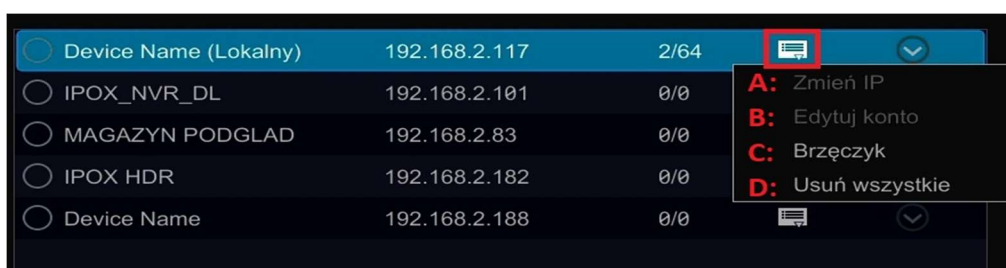 Device Name (Lokalny) 192.168.2.117 2/64
IPOX_NVR_DL 192.168.2.101 0/0
MAGAZYN PODGLAD 192.168.2.83 0/0
IPOX HDR 192.168.2.182 0/0
Device Name 192.168.2.188 0/0
A: Zmień IP
B: Edytuj konto
C: Brzęczyk
D: Usuń wszystkie